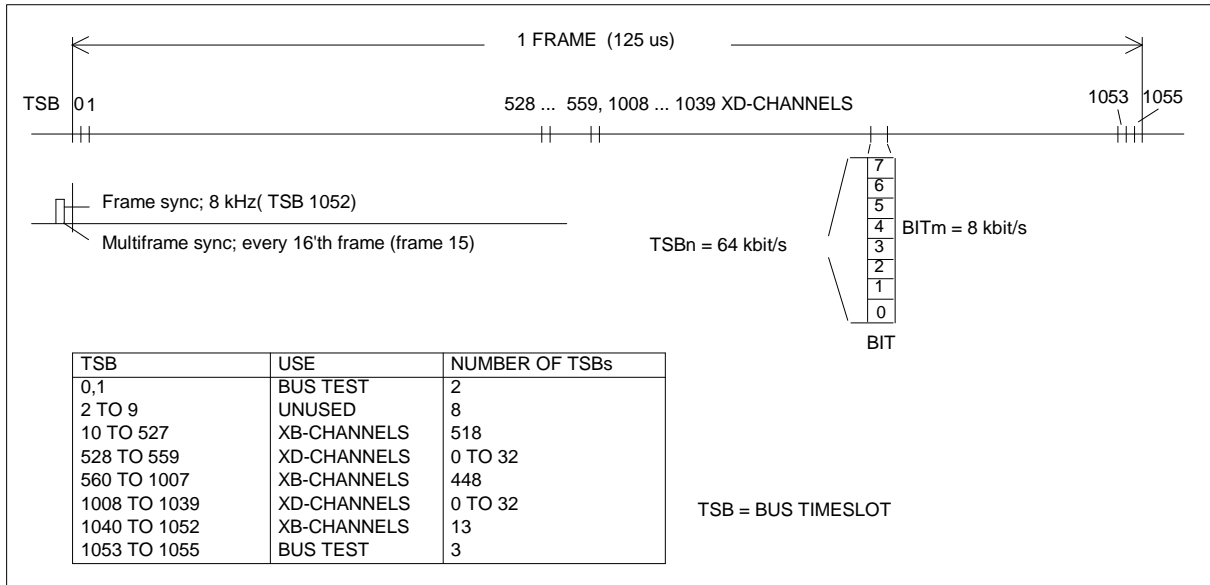 1 FRAME (125 us)
TSB 0 1 528 ... 559, 1008 ... 1039 XD-CHANNELS 1053 1055
Frame sync; 8 kHz( TSB 1052)
Multiframe sync; every 16'th frame (frame 15)
TSBn = 64 kbit/s
7
6
5
4
3
2
1
0
BITm = 8 kbit/s
BIT
TSB USE NUMBER OF TSBs
0,1 BUS TEST 2
2 TO 9 UNUSED 8
10 TO 527 XB-CHANNELS 518
528 TO 559 XD-CHANNELS 0 TO 32
560 TO 1007 XB-CHANNELS 448
1008 TO 1039 XD-CHANNELS 0 TO 32
1040 TO 1052 XB-CHANNELS 13
1053 TO 1055 BUS TEST 3
TSB = BUS TIMESLOT